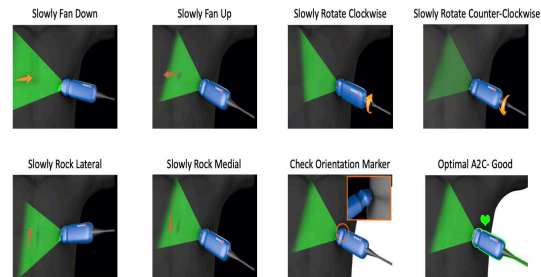 Slowly Fan Down
Slowly Fan Up
Slowly Rotate Clockwise
Slowly Rotate Counter-Clockwise
Slowly Rock Lateral
Slowly Rock Medial
Check Orientation Marker
Optimal A2C- Good